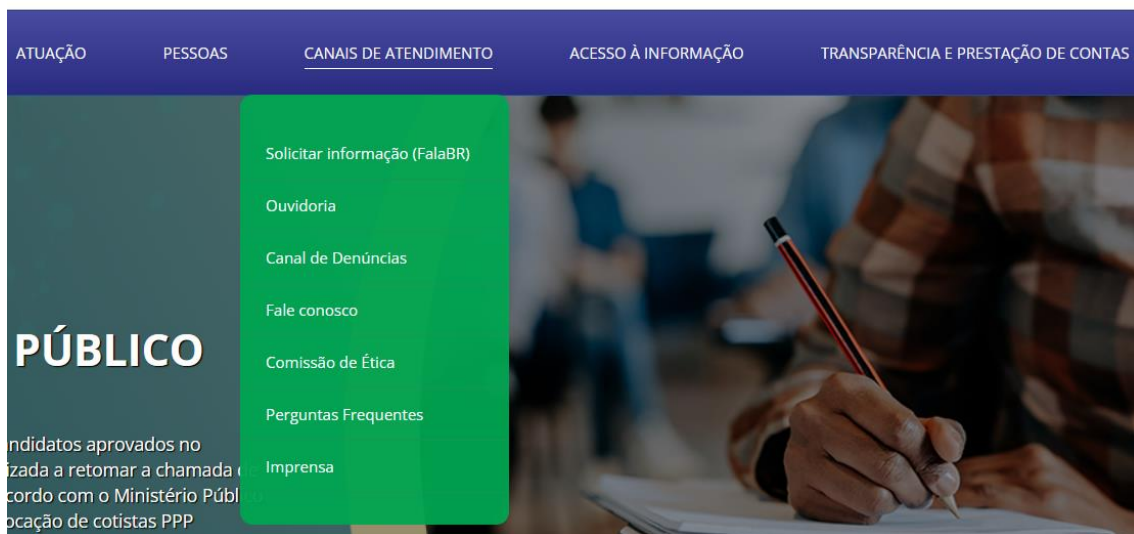 ATUAÇÃO PESSOAS CANAIS DE ATENDIMENTO ACESSO À INFORMAÇÃO TRANSPARÊNCIA E PRESTAÇÃO DE CONTAS
Solicitar informação (FalaBR)
Ouvidoria
Canal de Denúncias
Fale conosco
Comissão de Ética
Perguntas Frequentes
Imprensa
PÚBLICO
andidatos aprovados no
izada a retomar a chamada
cordo com o Ministério Público
ocação de cotistas PPP